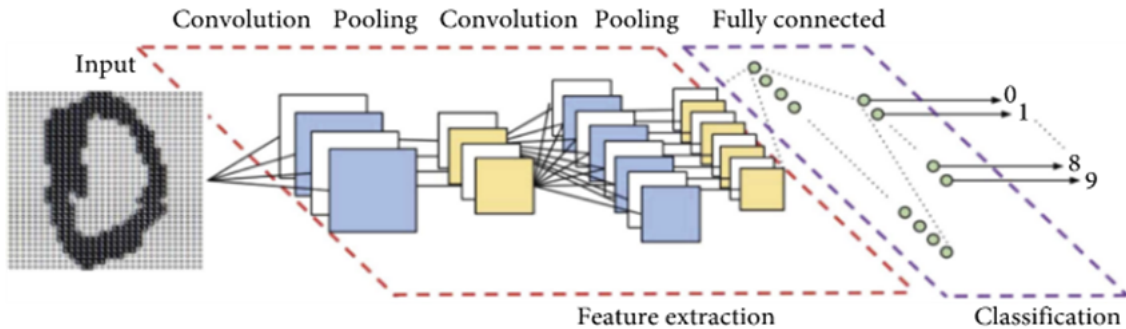 Convolution Pooling Convolution Pooling Fully connected
Input
0
1
8
9
Feature extraction
Classification